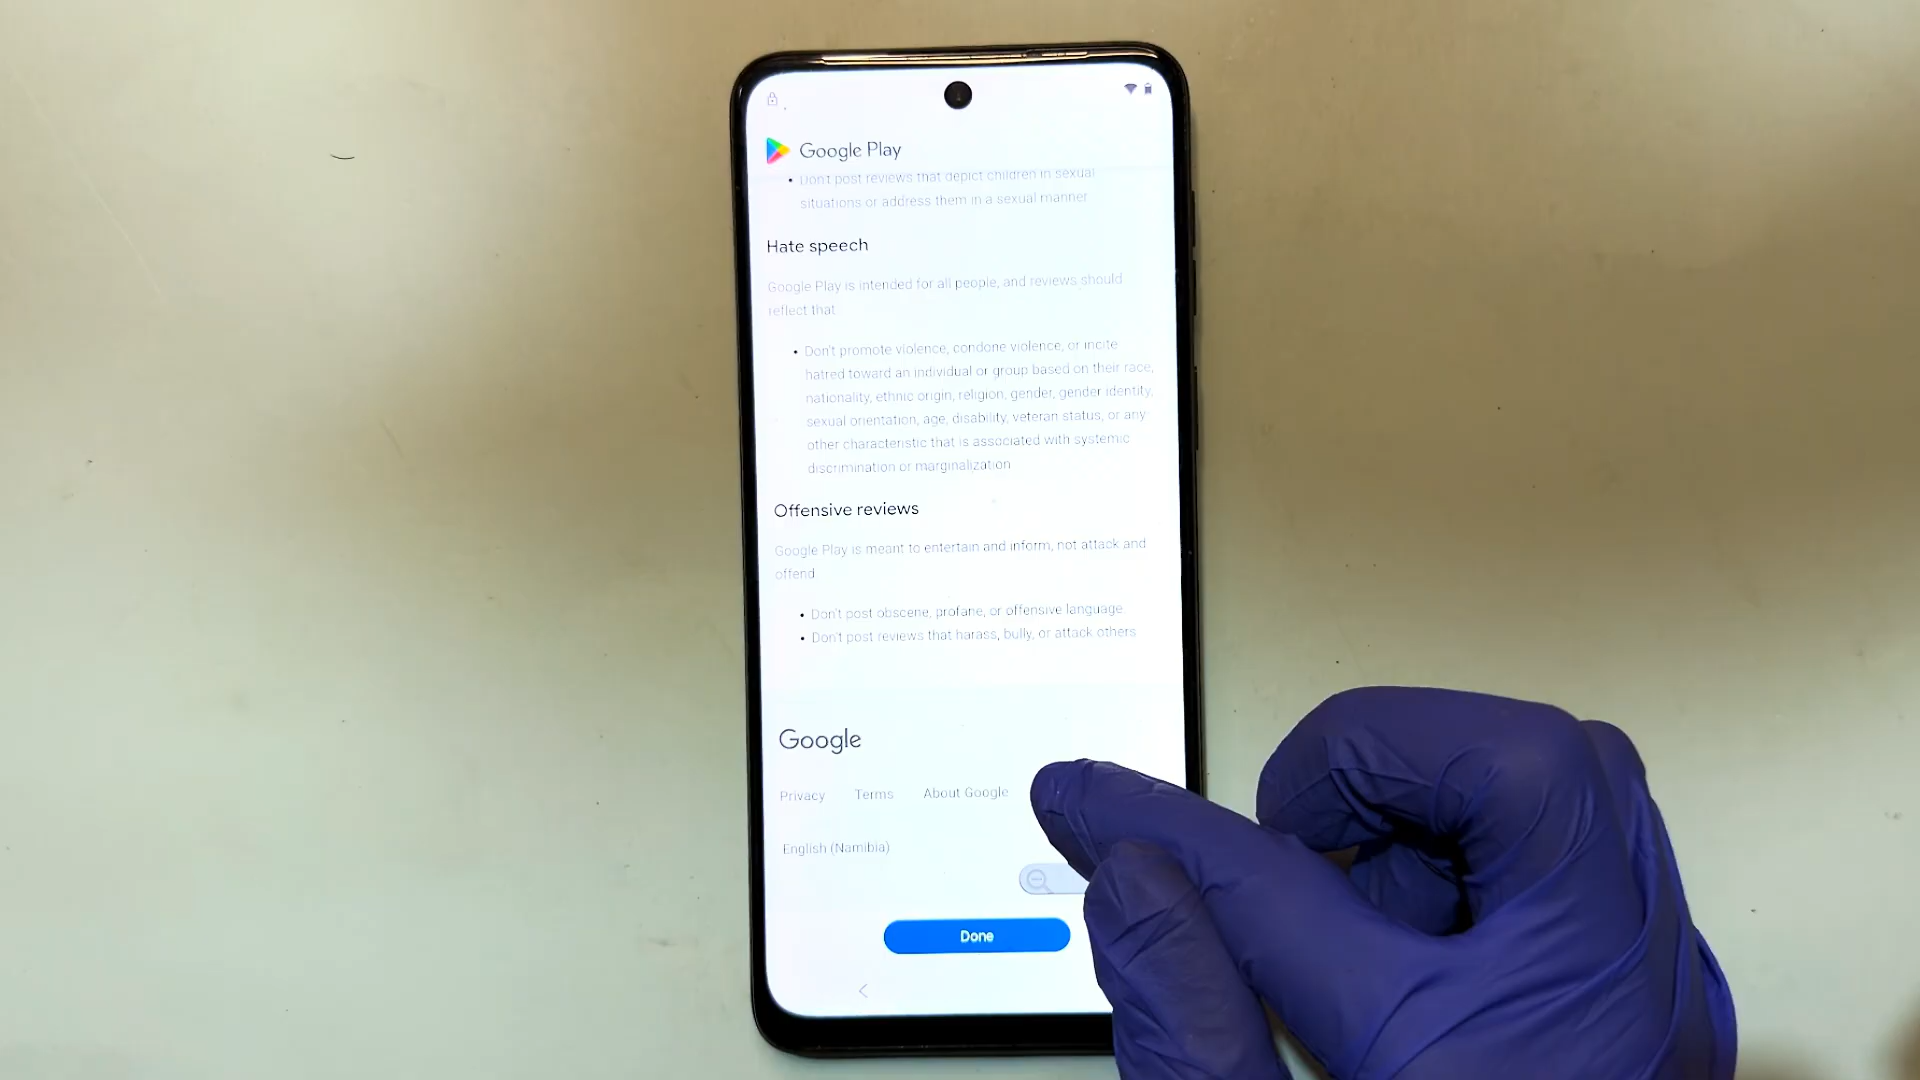 Google Play
• Don't post reviews that depict children in sexual
situations or address them in a sexual manner
Hate speech
Google Play is intended for all people, and reviews should
reflect that
• Don't promote violence, condone violence, or incite
hatred toward an individual or group based on their race,
nationality, ethnic origin, religion, gender, gender identity,
sexual orientation, age, disability, veteran status, or any
other characteristic that is associated with systemic
discrimination or marginalization
Offensive reviews
Google Play is meant to entertain and inform, not attack and
offend
• Don't post obscene, profane, or offensive language
• Don't post reviews that harass, bully, or attack others
Google
Privacy Terms About Google
English (Namibia)
Done